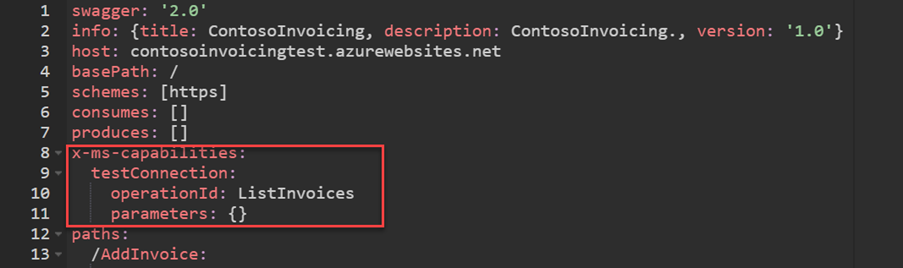 1 swagger: '2.0'
2 info: {title: ContosoInvoicing, description: ContosoInvoicing., version: '1.0'}
3 host: contosoinvoicingtest.azurewebsites.net
4 basePath: /
5 schemes: [https]
6 consumes: []
7 produces: []
8 x-ms-capabilities:
9 testConnection:
10 operationId: ListInvoices
11 parameters: {}
12 paths:
13 /AddInvoice: